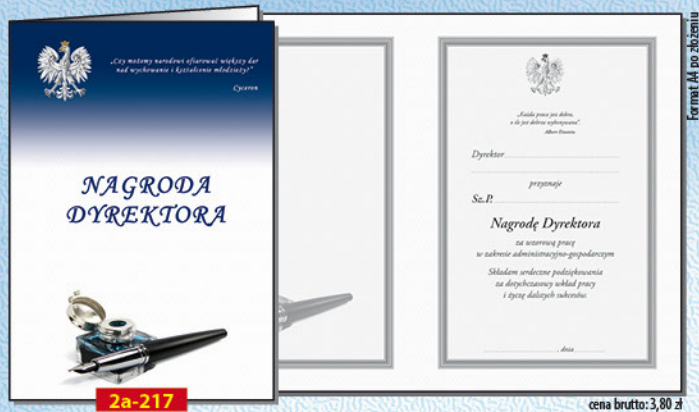 „Czy możemy narodowi ofiarować większy dar
nad wychowanie i kształcenie młodzieży?"
Cyceron
NAGRODA
DYREKTORA
2a-217
„Każda praca jest dobra,
o ile jest dobrze wykonywana".
Albert Einstein
Dyrektor
przyznaje
Sz.P.
Nagrodę Dyrektora
za wzorową pracę
w zakresie administracyjno-gospodarczym
Składam serdeczne podziękowania
za dotychczasowy wkład pracy
i życzę dalszych sukcesów.
, dnia
Format A4 po złożeniu
cena brutto: 3,80 zł